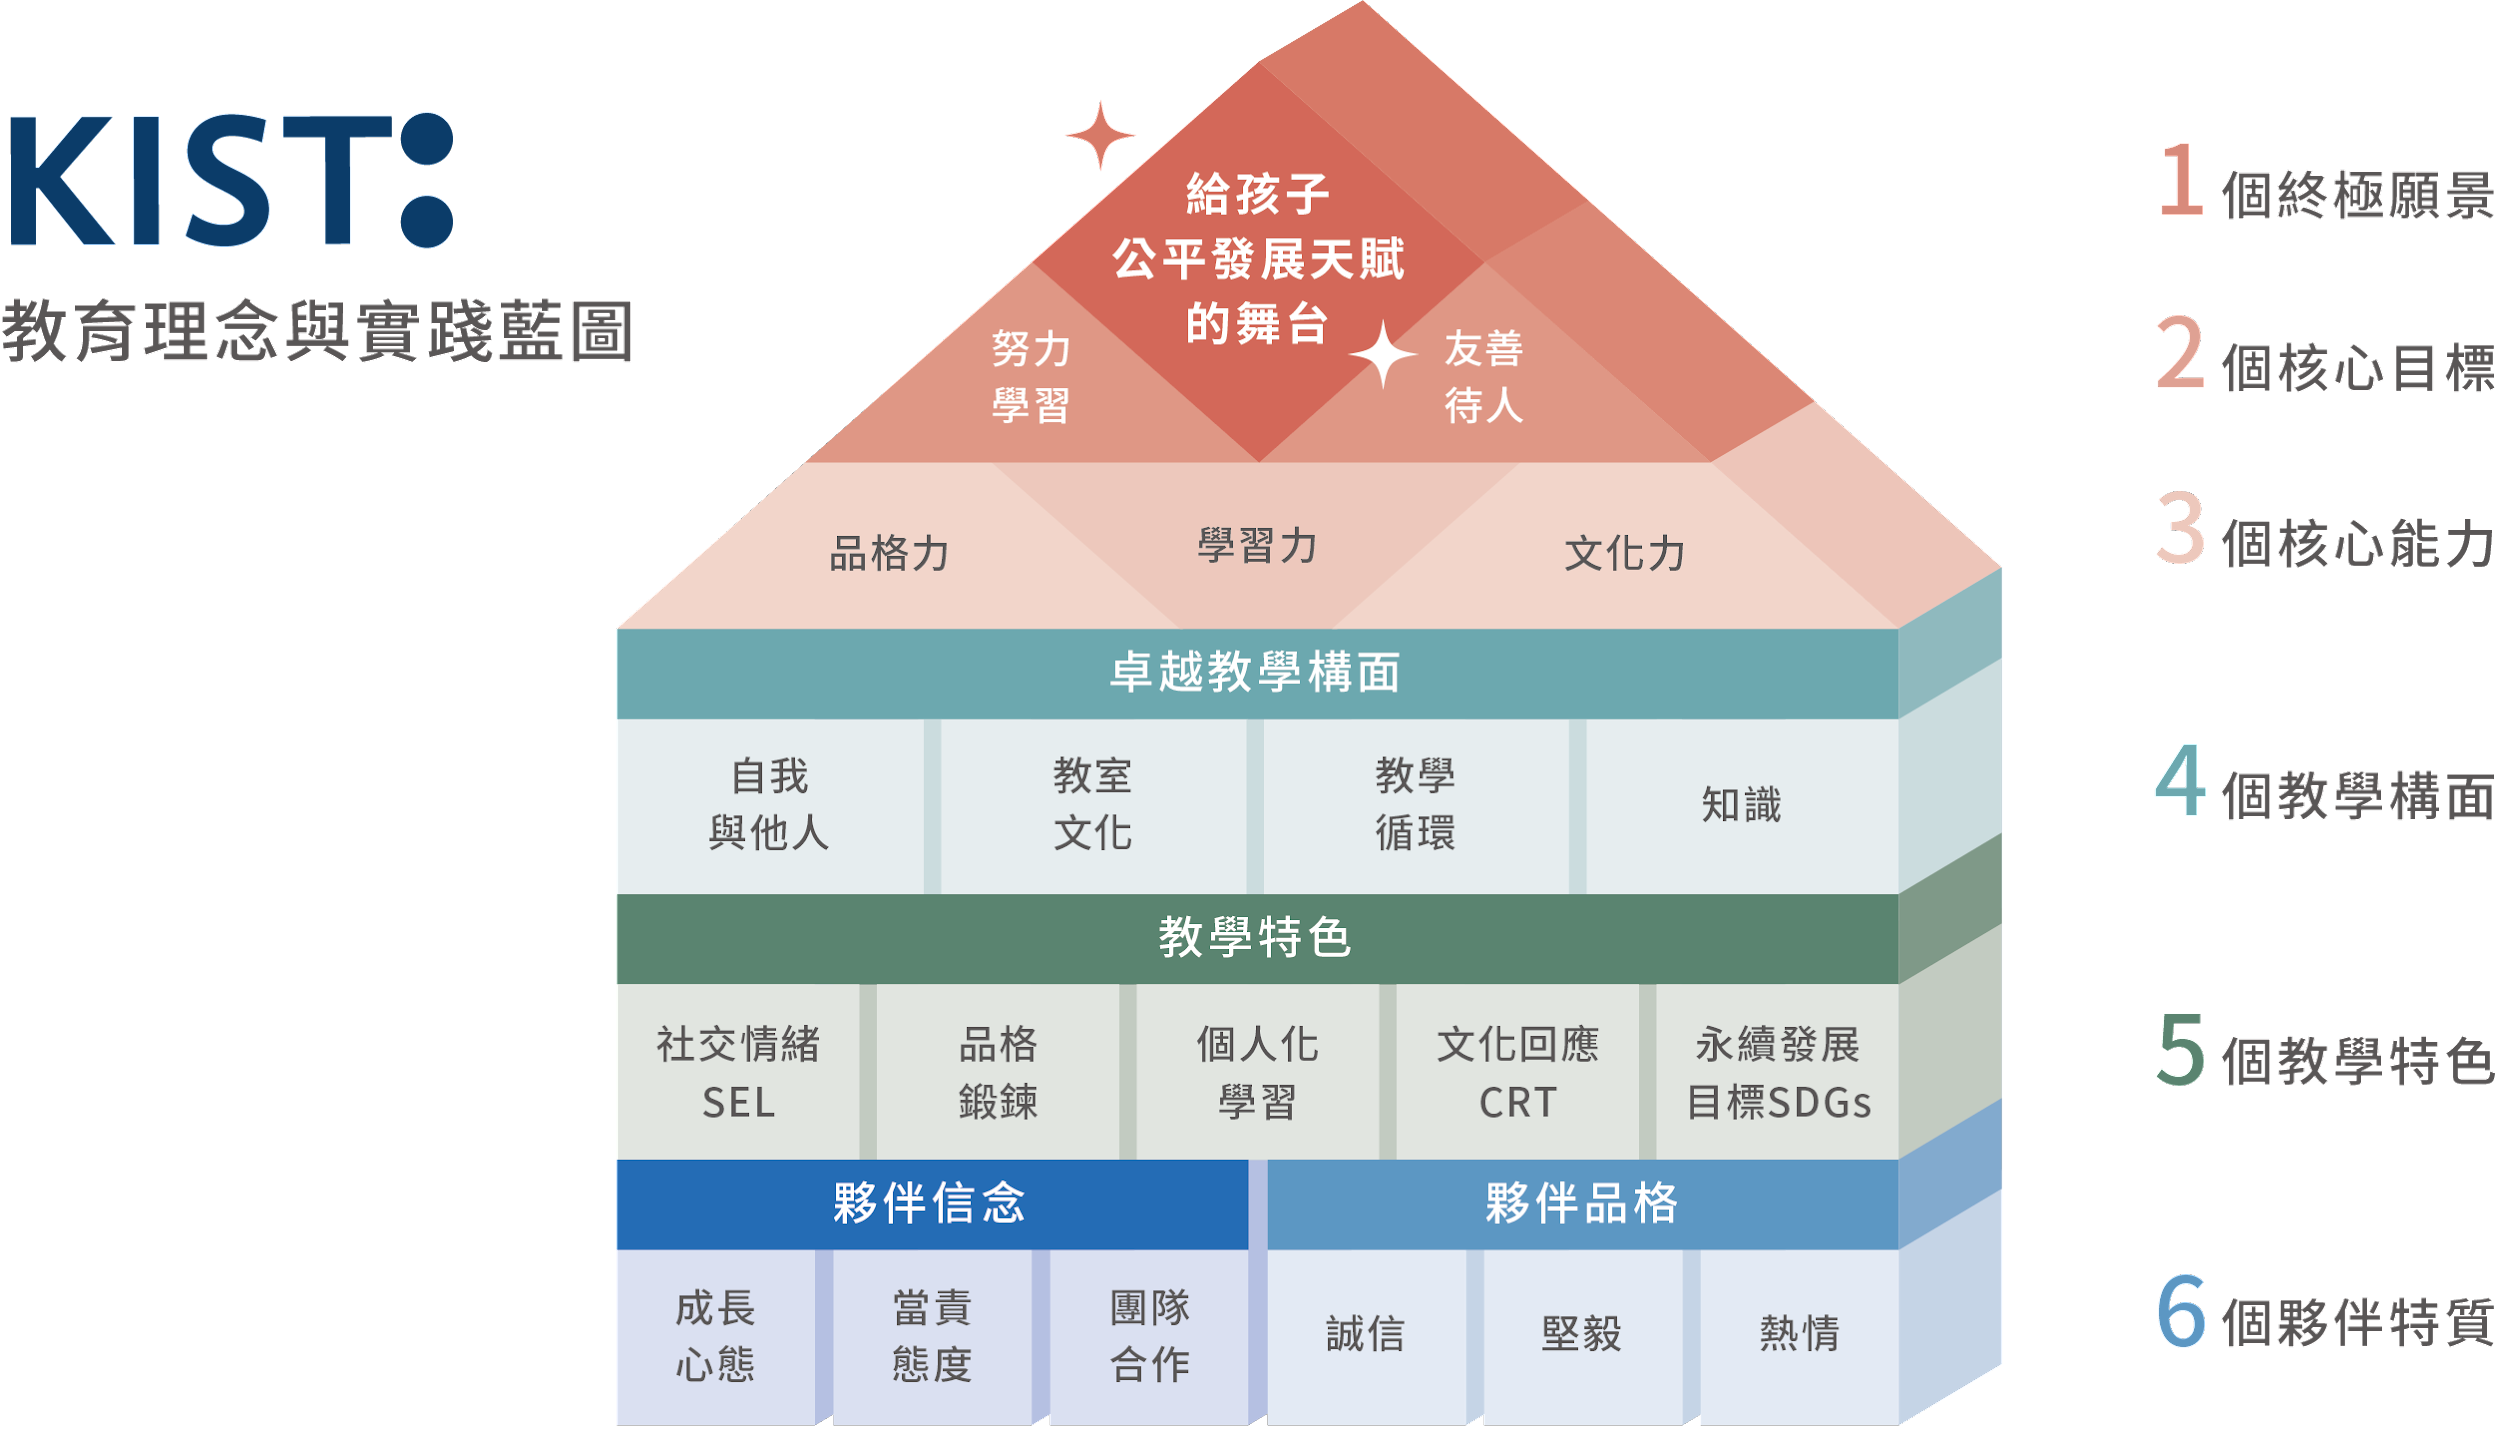 KIST:
教育理念與實踐藍圖
給孩子
公平發展天賦
的舞台
努力
學習
友善
待人
品格力
學習力
文化力
卓越教學構面
自我
與他人
教室
文化
教學
循環
知識
教學特色
社交情緒
SEL
品格
鍛鍊
個人化
學習
文化回應
CRT
永續發展
目標SDGs
夥伴信念
夥伴品格
成長
心態
當責
態度
團隊
合作
誠信
堅毅
熱情
1個終極願景
2個核心目標
3個核心能力
4個教學構面
5個教學特色
6個夥伴特質